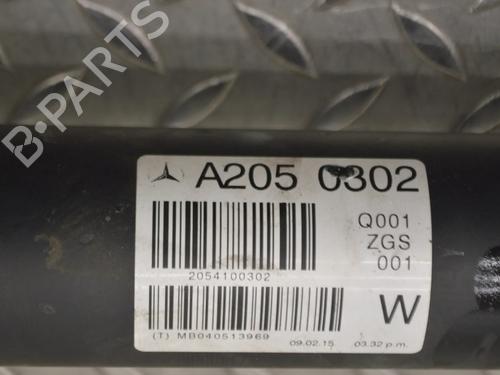 B·PARTS
A205 0302
Q001
ZGS
001
2054100302
W
(T) MB040513969
09.02.15
03.32 p.m.